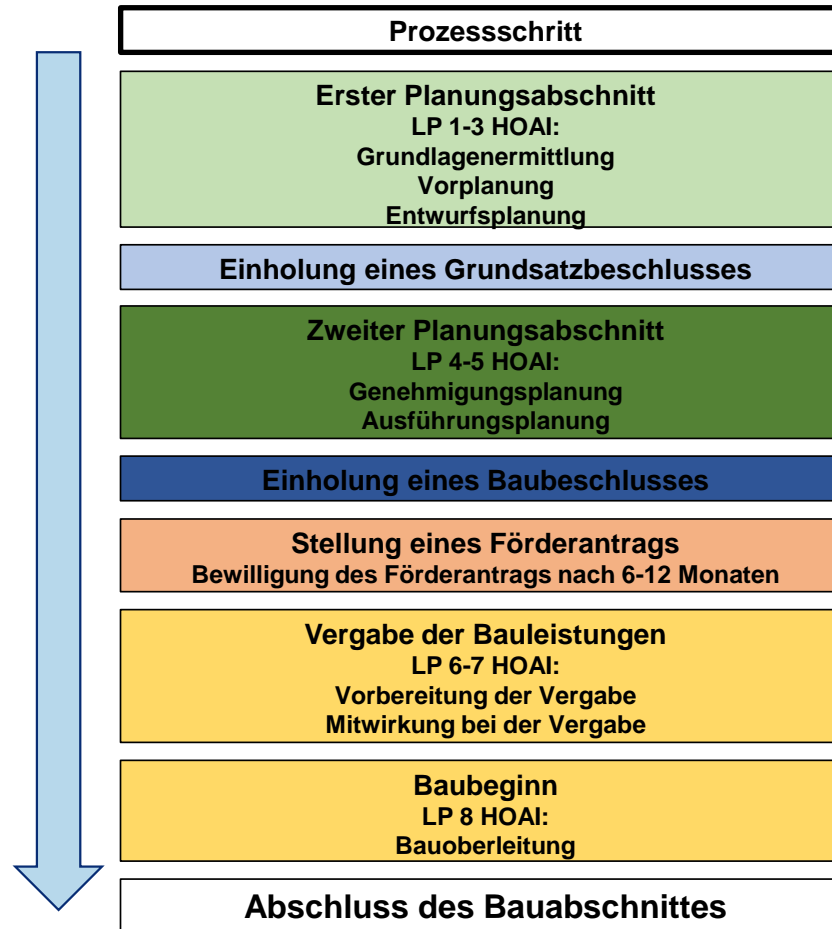 Prozessschritt
Erster Planungsabschnitt
LP 1-3 HOAI:
Grundlagenermittlung
Vorplanung
Entwurfsplanung
Einholung eines Grundsatzbeschlusses
Zweiter Planungsabschnitt
LP 4-5 HOAI:
Genehmigungsplanung
Ausführungsplanung
Einholung eines Baubeschlusses
Stellung eines Förderantrags
Bewilligung des Förderantrags nach 6-12 Monaten
Vergabe der Bauleistungen
LP 6-7 HOAI:
Vorbereitung der Vergabe
Mitwirkung bei der Vergabe
Baubeginn
LP 8 HOAI:
Bauoberleitung
Abschluss des Bauabschnittes